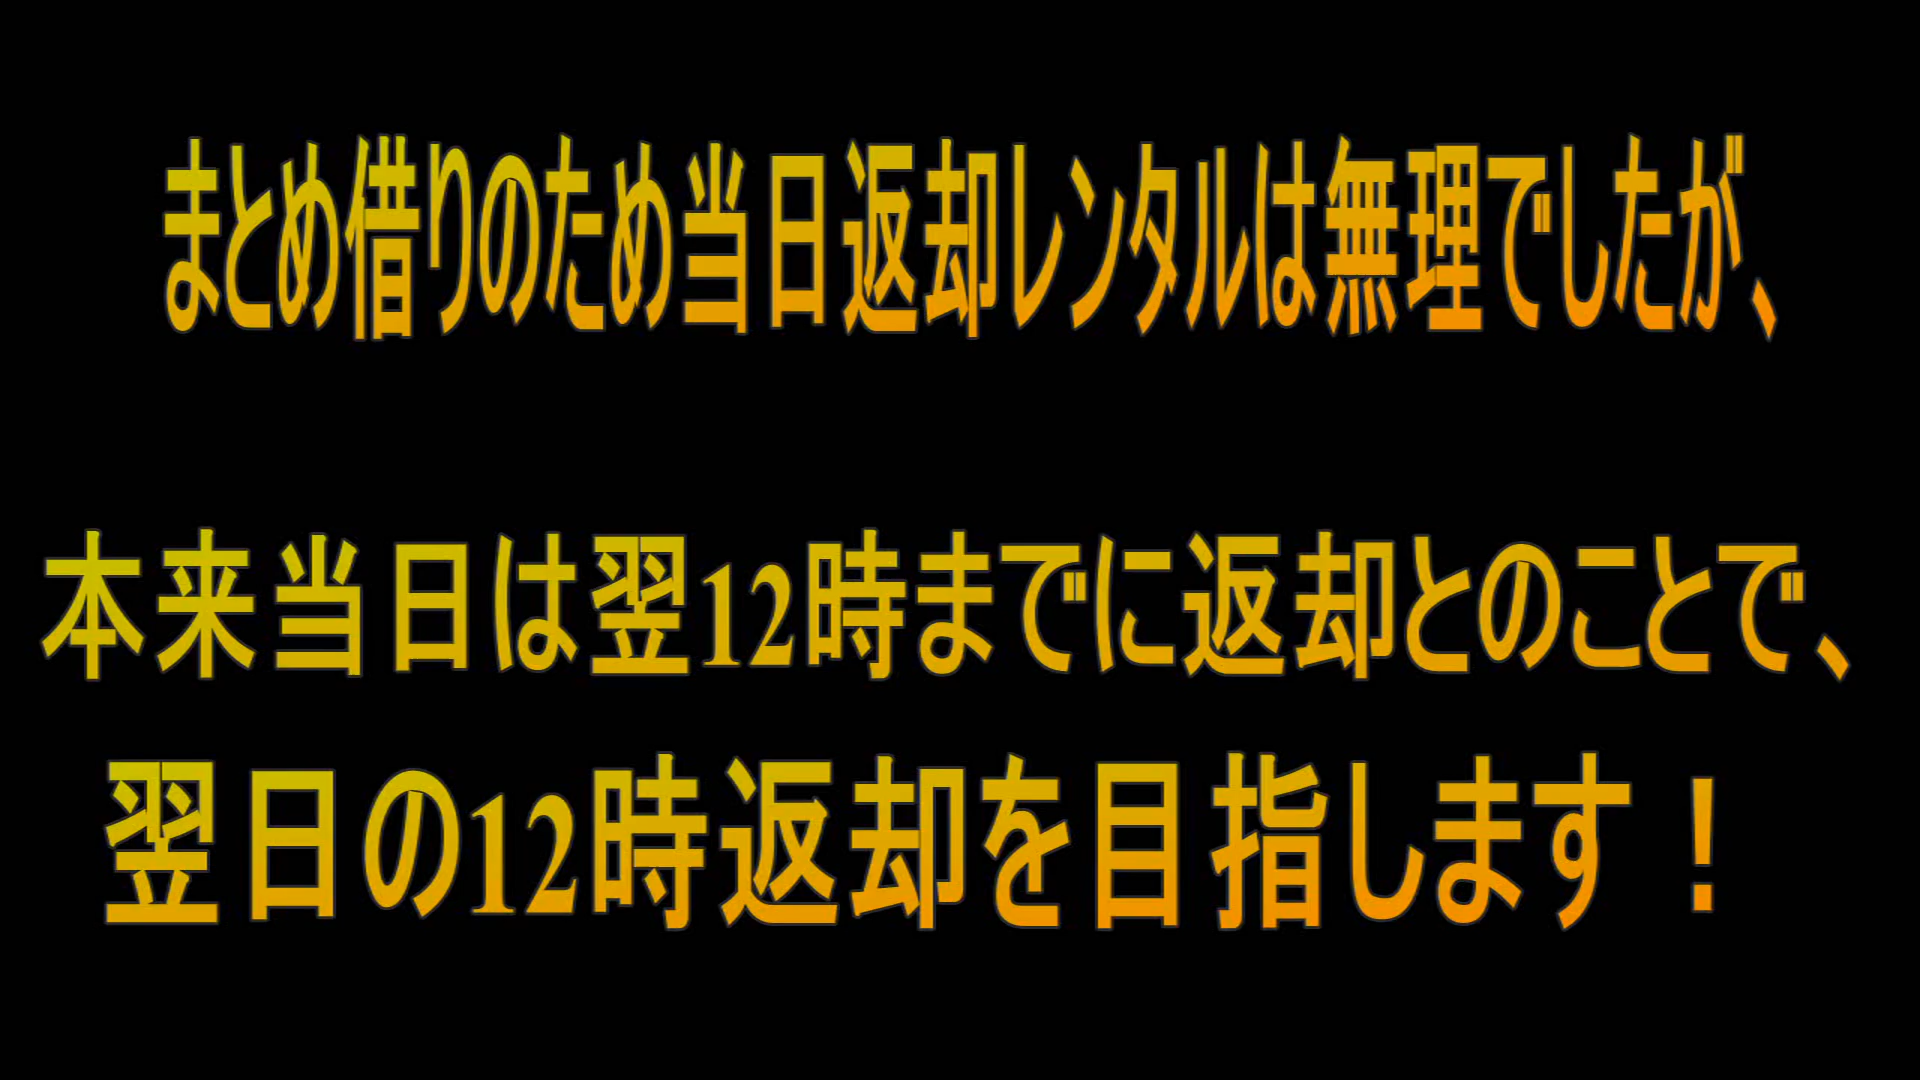 まとめ借りのため当日返却レンタルは無理でしたが、
本来当日は翌12時までに返却とのことで、
翌日の12時返却を目指します！